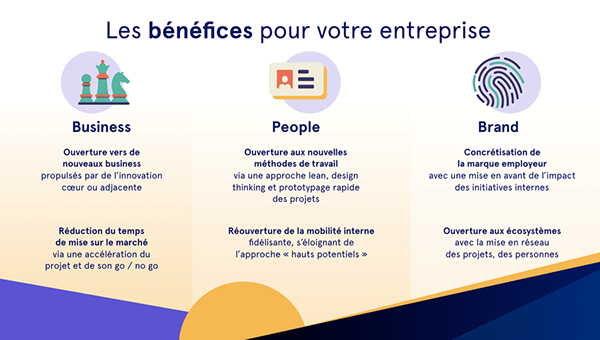 Les bénéfices pour votre entreprise
Business
Ouverture vers de
nouveaux business
propulsés par de l'innovation
cœur ou adjacente
Réduction du temps
de mise sur le marché
via une accélération du
projet et de son go / no go
People
Ouverture aux nouvelles
méthodes de travail
via une approche lean, design
thinking et prototypage rapide
des projets
Réouverture de la mobilité interne
fidélisante, s'éloignant de
l'approche « hauts potentiels »
Brand
Concrétisation de
la marque employeur
avec une mise en avant de l'impact
des initiatives internes
Ouverture aux écosystèmes
avec la mise en réseau
des projets, des personnes